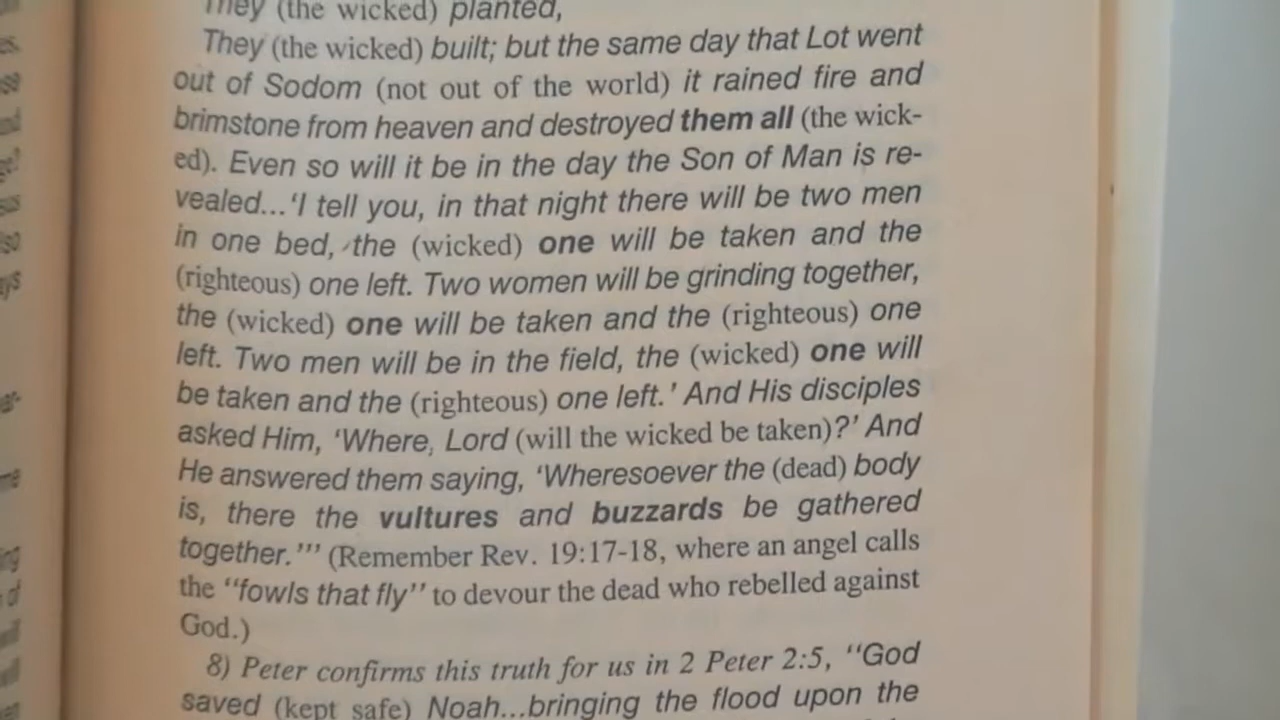 They (the wicked) planted,
They (the wicked) built; but the same day that Lot went
out of Sodom (not out of the world) it rained fire and
brimstone from heaven and destroyed them all (the wick-
ed). Even so will it be in the day the Son of Man is re-
vealed... 'I tell you, in that night there will be two men
in one bed, the (wicked) one will be taken and the
(righteous) one left. Two women will be grinding together,
the (wicked) one will be taken and the (righteous) one
left. Two men will be in the field, the (wicked) one will
be taken and the (righteous) one left.' And His disciples
asked Him, 'Where, Lord (will the wicked be taken)?' And
He answered them saying, 'Wheresoever the (dead) body
is, there the vultures and buzzards be gathered
together.''' (Remember Rev. 19:17-18, where an angel calls
the ''fowls that fly'' to devour the dead who rebelled against
God.)
8) Peter confirms this truth for us in 2 Peter 2:5, ''God
saved (kept safe) Noah...bringing the flood upon the